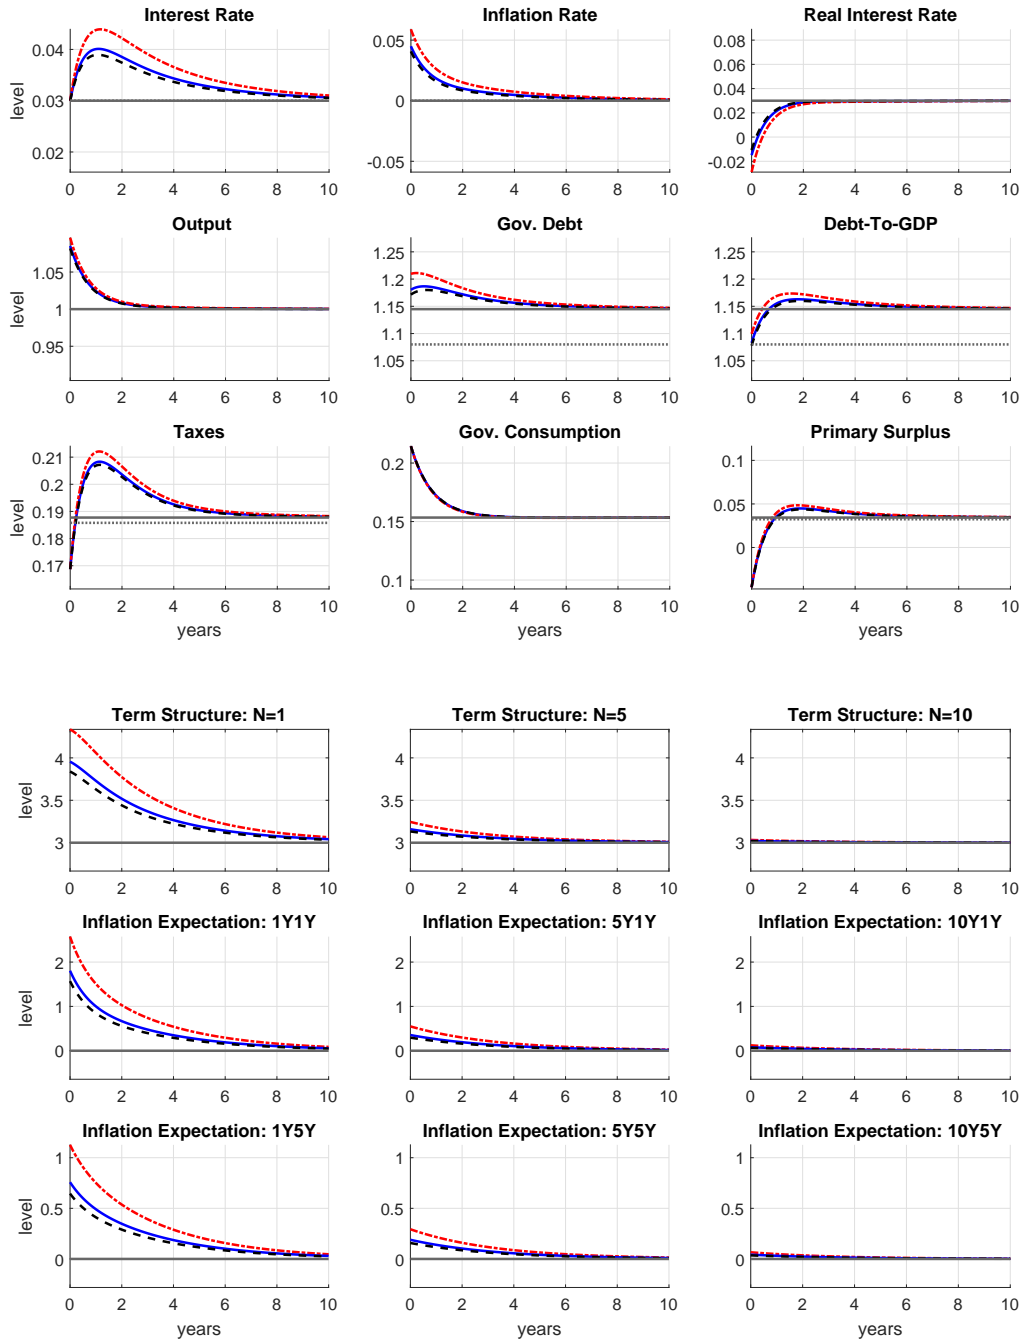 Interest Rate Inflation Rate Real Interest Rate
level
0.04
0.03
0.02
0 2 4 6 8 10
0.05
0
-0.05
0 2 4 6 8 10
0.08
0.06
0.04
0.02
0
-0.02
0 2 4 6 8 10
Output Gov. Debt Debt-To-GDP
level
1.05
1
0.95
0 2 4 6 8 10
1.25
1.2
1.15
1.1
1.05
0 2 4 6 8 10
1.25
1.2
1.15
1.1
1.05
0 2 4 6 8 10
Taxes Gov. Consumption Primary Surplus
level
0.21
0.2
0.19
0.18
0.17
0 2 4 6 8 10
years
0.2
0.15
0.1
0 2 4 6 8 10
years
0.1
0.05
0
0 2 4 6 8 10
years
Term Structure: N=1 Term Structure: N=5 Term Structure: N=10
level
4
3.5
3
0 2 4 6 8 10
4
3.5
3
0 2 4 6 8 10
4
3.5
3
0 2 4 6 8 10
Inflation Expectation: 1Y1Y Inflation Expectation: 5Y1Y Inflation Expectation: 10Y1Y
level
2
1
0
0 2 4 6 8 10
2
1
0
0 2 4 6 8 10
2
1
0
0 2 4 6 8 10
Inflation Expectation: 1Y5Y Inflation Expectation: 5Y5Y Inflation Expectation: 10Y5Y
level
1
0.5
0
0 2 4 6 8 10
years
1
0.5
0
0 2 4 6 8 10
years
1
0.5
0
0 2 4 6 8 10
years